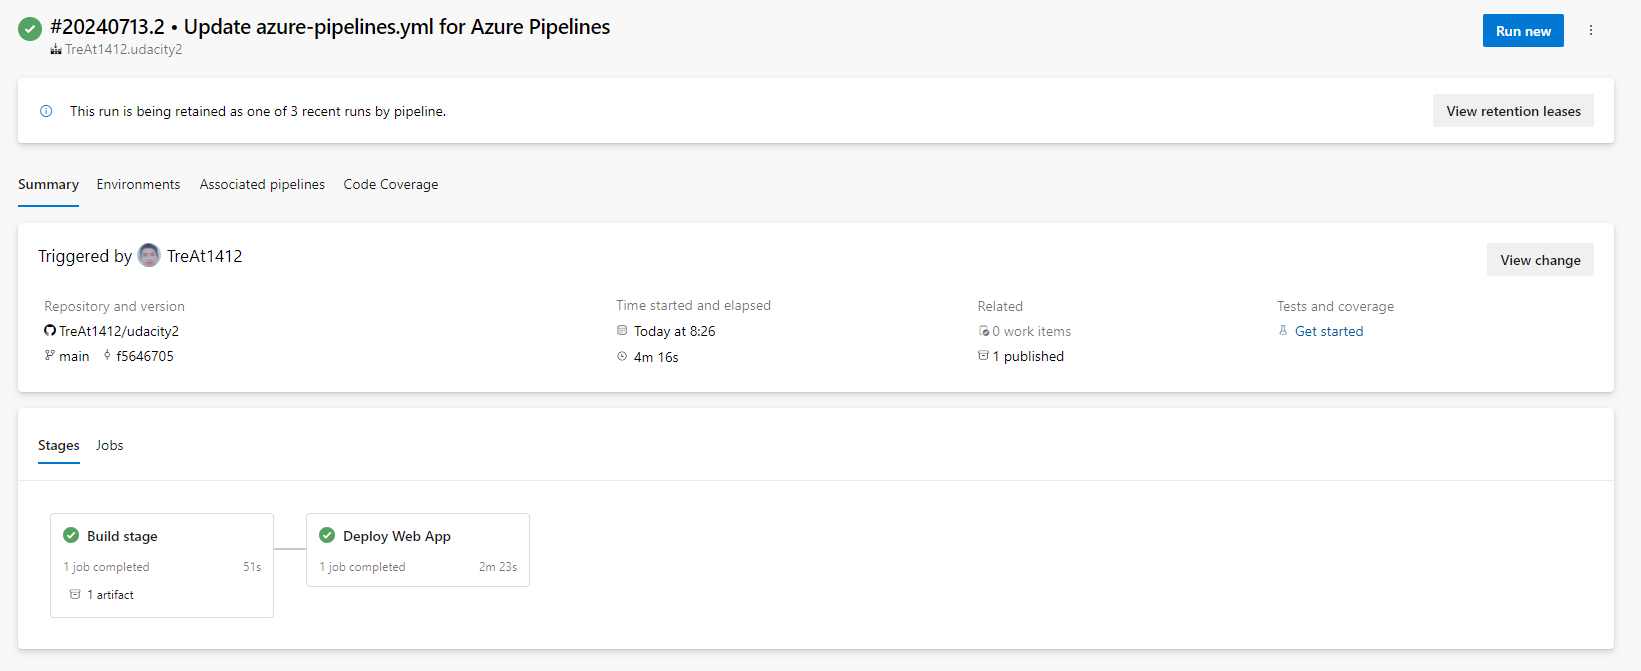 #20240713.2 • Update azure-pipelines.yml for Azure Pipelines
Run new
TreAt1412.udacity2
This run is being retained as one of 3 recent runs by pipeline.
View retention leases
Summary
Environments
Associated pipelines
Code Coverage
Triggered by TreAt1412
View change
Repository and version
TreAt1412/udacity2
main f5646705
Time started and elapsed
Today at 8:26
4m 16s
Related
0 work items
1 published
Tests and coverage
Get started
Stages
Jobs
Build stage
1 job completed 51s
1 artifact
Deploy Web App
1 job completed 2m 23s